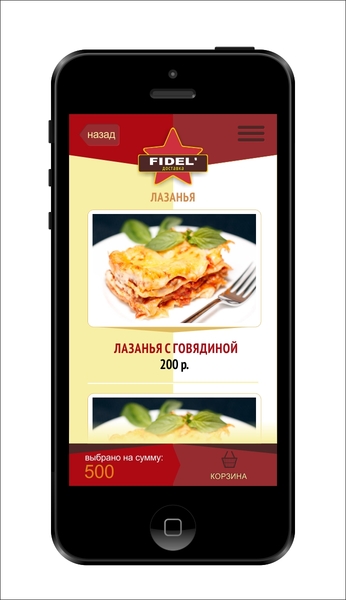 назад
FIDEL'
доставка
ЛАЗАНЬЯ
ЛАЗАНЬЯ С ГОВЯДИНОЙ
200 р.
выбрано на сумму:
500
КОРЗИНА